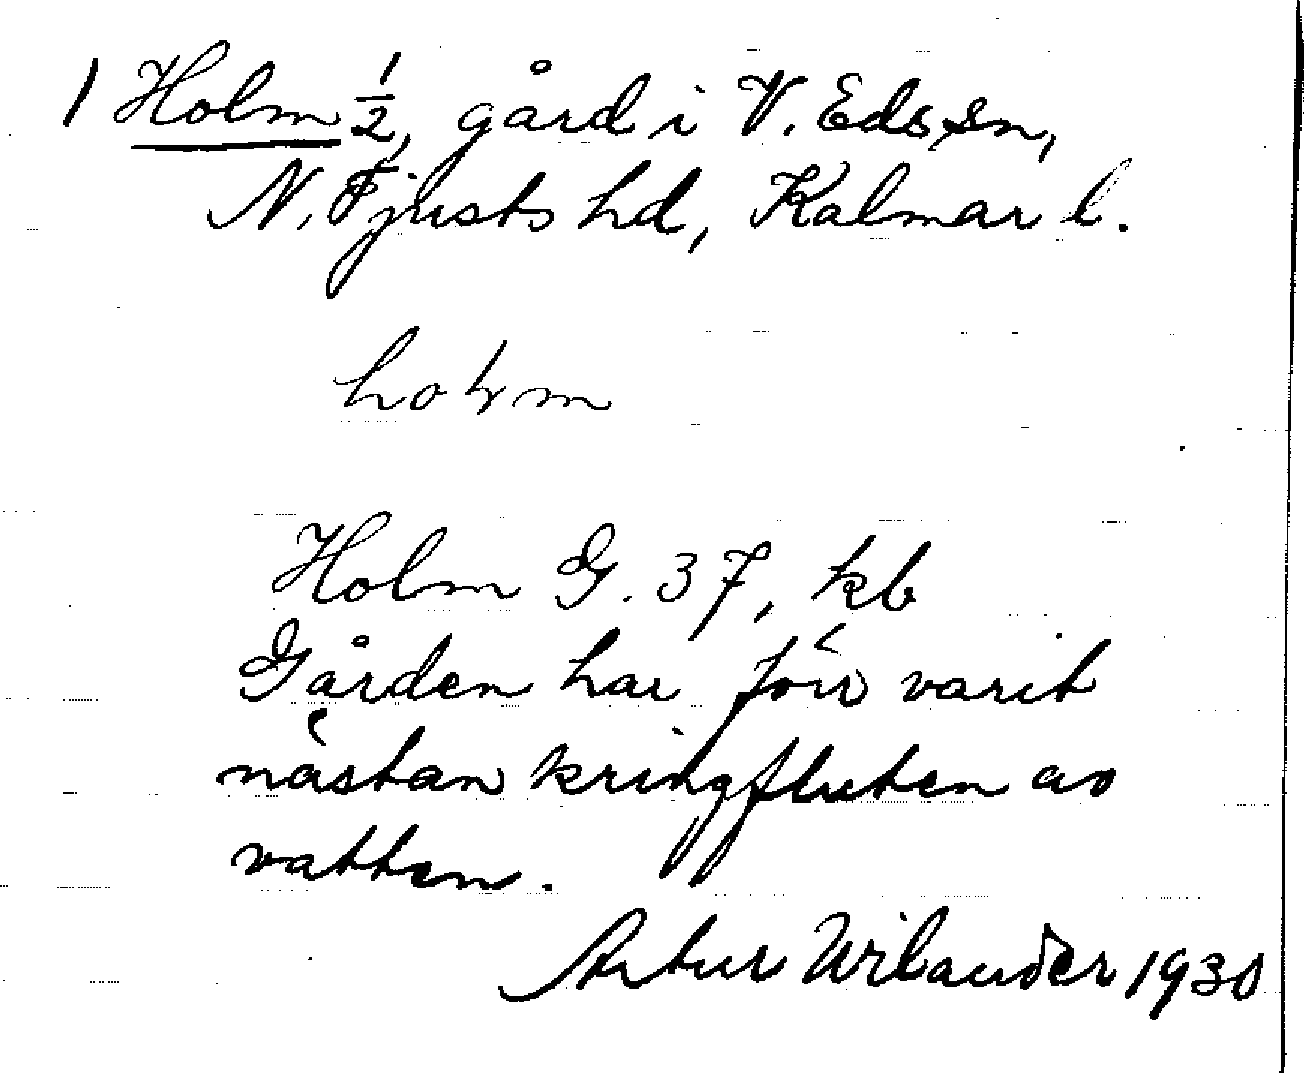 1 Holm 1/2, gård i V. Eds sn,
N. Tjusts hd, Kalmar l.
holm
Holm G. 37, kb
Gården har förr varit
nästan kringfluten av
vatten.
Artur Wilander 1930